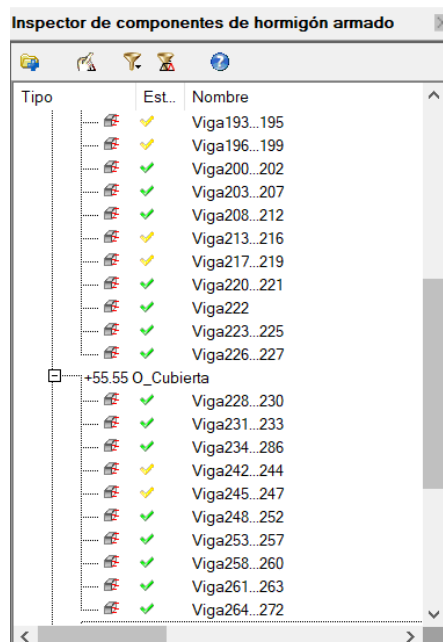 Inspector de componentes de hormigón armado
Tipo Est.. Nombre
Viga193...195
Viga196...199
Viga200...202
Viga203...207
Viga208...212
Viga213...216
Viga217...219
Viga220...221
Viga222
Viga223...225
Viga226...227
+55.55 O_Cubierta
Viga228...230
Viga231...233
Viga234...286
Viga242...244
Viga245...247
Viga248...252
Viga253...257
Viga258...260
Viga261...263
Viga264...272